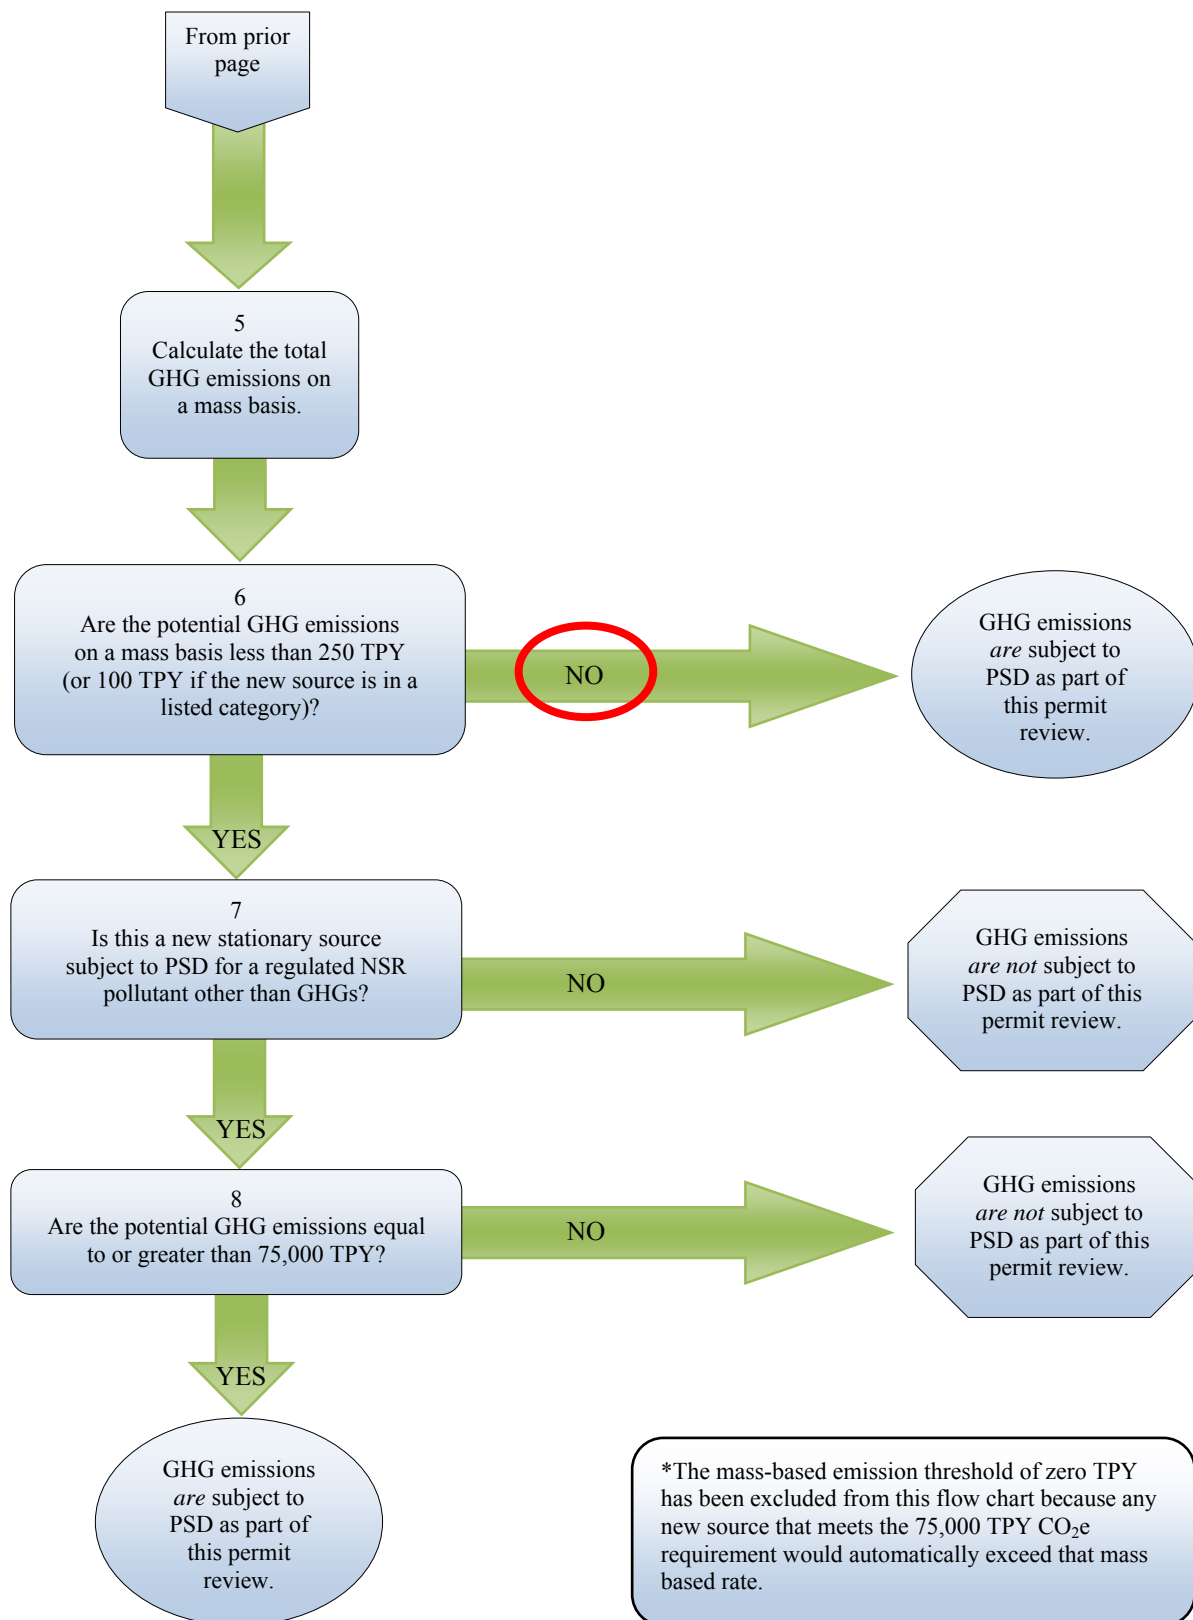 From prior
page
5
Calculate the total
GHG emissions on
a mass basis.
6
Are the potential GHG emissions
on a mass basis less than 250 TPY
(or 100 TPY if the new source is in a
listed category)?
NO
GHG emissions
are subject to
PSD as part of
this permit
review.
YES
7
Is this a new stationary source
subject to PSD for a regulated NSR
pollutant other than GHGs?
NO
GHG emissions
are not subject to
PSD as part of this
permit review.
YES
8
Are the potential GHG emissions equal
to or greater than 75,000 TPY?
NO
GHG emissions
are not subject to
PSD as part of this
permit review.
YES
GHG emissions
are subject to
PSD as part of
this permit
review.
*The mass-based emission threshold of zero TPY
has been excluded from this flow chart because any
new source that meets the 75,000 TPY CO₂e
requirement would automatically exceed that mass
based rate.